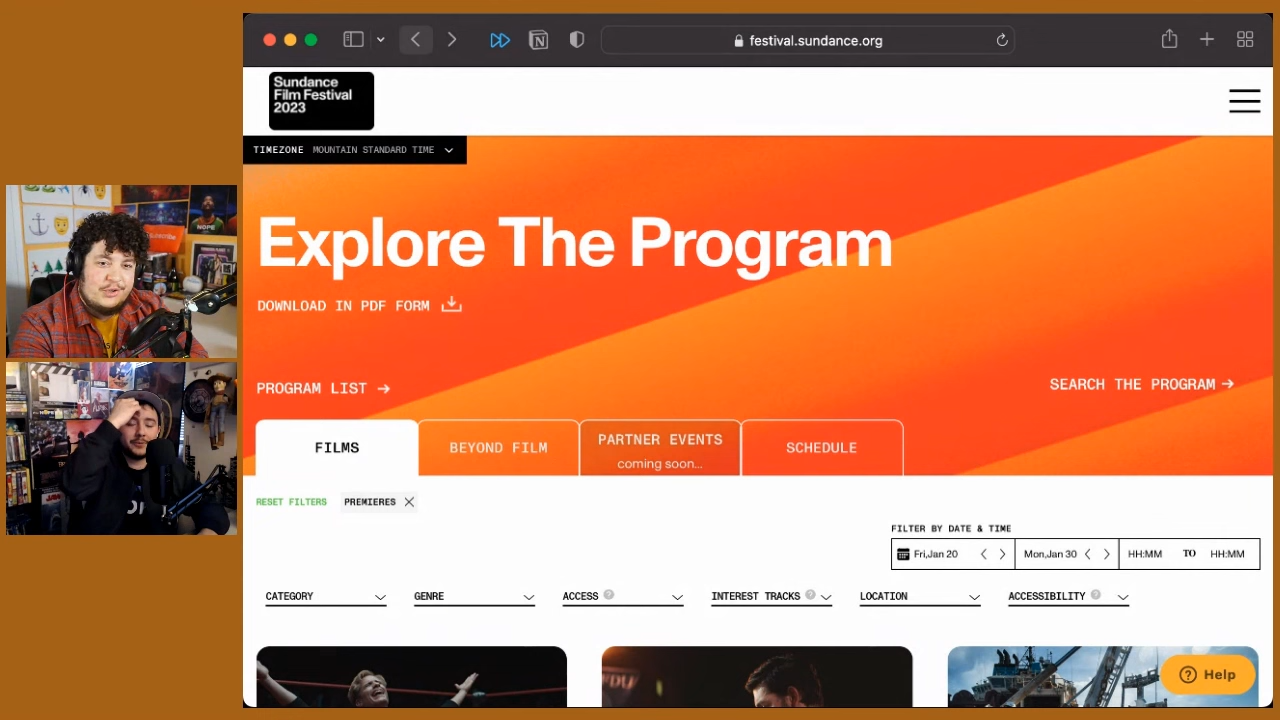 festival.sundance.org
Sundance
Film Festival
2023
TIMEZONE MOUNTAIN STANDARD TIME
Explore The Program
DOWNLOAD IN PDF FORM
PROGRAM LIST →
SEARCH THE PROGRAM →
FILMS
BEYOND FILM
PARTNER EVENTS
coming soon...
SCHEDULE
RESET FILTERS
PREMIERES
FILTER BY DATE & TIME
Fri,Jan 20
Mon,Jan 30
HH:MM TO HH:MM
CATEGORY
GENRE
ACCESS ?
INTEREST TRACKS ?
LOCATION
ACCESSIBILITY ?
? Help
NOPE